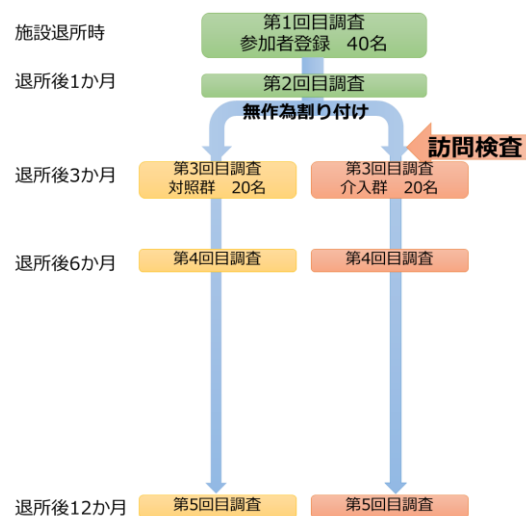 施設退所時
第1回目調査
参加者登録　40名
退所後1か月
第2回目調査
無作為割り付け
訪問検査
退所後3か月
第3回目調査
対照群　20名
第3回目調査
介入群　20名
退所後6か月
第4回目調査
第4回目調査
退所後12か月
第5回目調査
第5回目調査